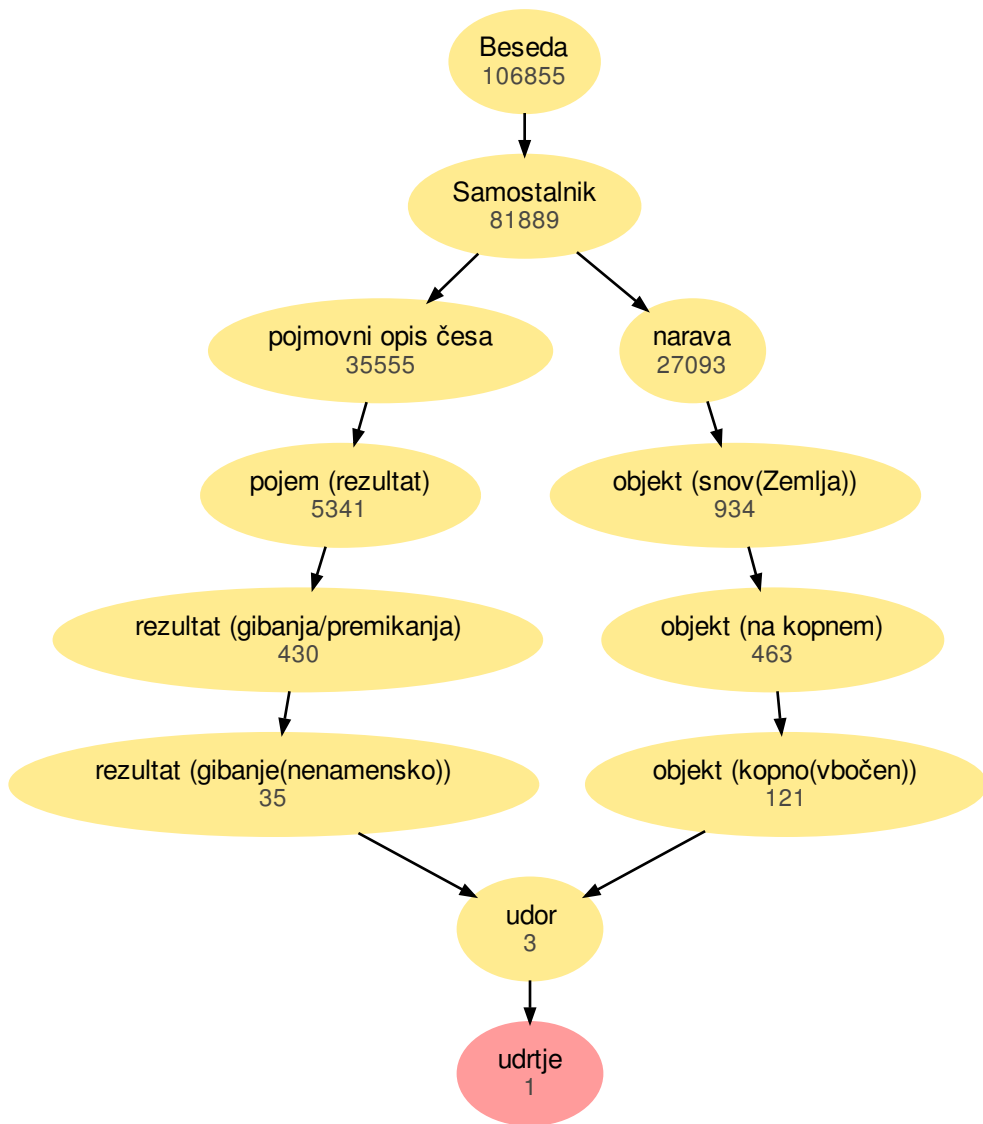 Beseda
106855
Samostalnik
81889
pojmovni opis česa
35555
narava
27093
pojem (rezultat)
5341
objekt (snov(Zemlja))
934
rezultat (gibanja/premikanja)
430
objekt (na kopnem)
463
rezultat (gibanje(nenamensko))
35
objekt (kopno(vbočen))
121
udor
3
udrtje
1